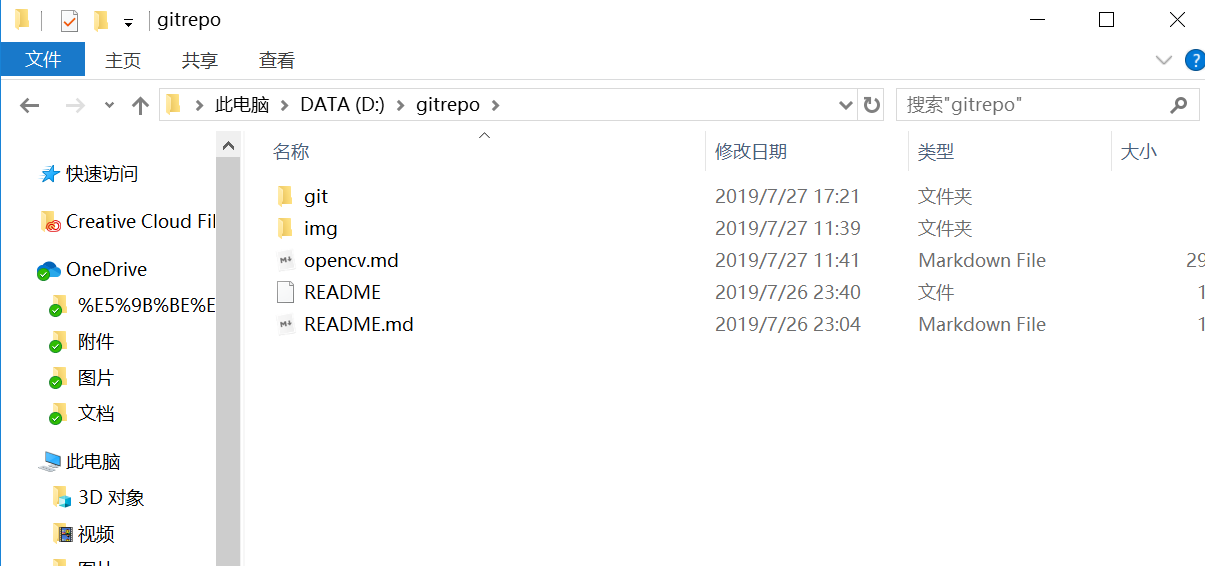 gitrepo
文件 主页 共享 查看
此电脑 DATA (D:) gitrepo 搜索"gitrepo"
名称 修改日期 类型 大小
快速访问
Creative Cloud Fil
OneDrive
%E5%9B%BE%E
附件
图片
文档
此电脑
3D 对象
视频
git 2019/7/27 17:21 文件夹
img 2019/7/27 11:39 文件夹
opencv.md 2019/7/27 11:41 Markdown File 29
README 2019/7/26 23:40 文件 1
README.md 2019/7/26 23:04 Markdown File 1